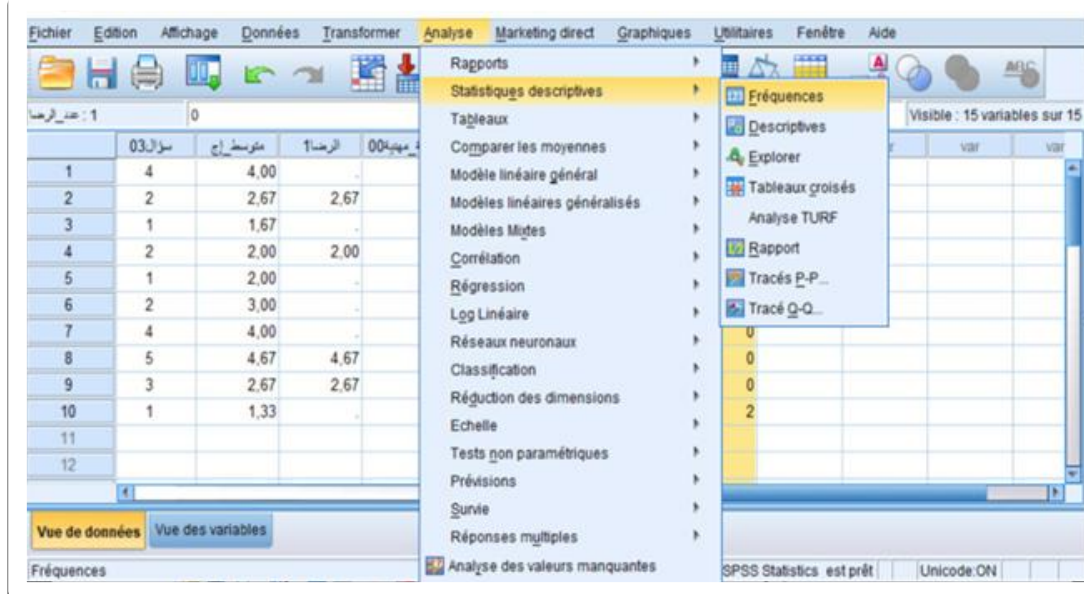 Fichier Edition Affichage Données Transformer Analyse Marketing direct Graphiques Utilitaires Fenêtre Aide
Rapports
Statistiques descriptives
Tableaux
Comparer les moyennes
Modèle linéaire général
Modèles linéaires généralisés
Modèles Mixtes
Corrélation
Régression
Log Linéaire
Réseaux neuronaux
Classification
Réduction des dimensions
Echelle
Tests non paramétriques
Prévisions
Survie
Réponses multiples
Analyse des valeurs manquantes
Fréquences
Descriptives
Explorer
Tableaux croisés
Analyse TURF
Rapport
Tracés P-P...
Tracé Q-Q...
1 : 0 Visible : 15 variables sur 15
سؤال03 متوسط_إج الرضا1 var var
1 4 4,00 .
2 2 2,67 2,67
3 1 1,67 .
4 2 2,00 2,00
5 1 2,00 .
6 2 3,00 .
7 4 4,00 . 0
8 5 4,67 4,67 0
9 3 2,67 2,67 0
10 1 1,33 . 2
11
12
Vue de données Vue des variables
Fréquences SPSS Statistics est prêt Unicode:ON